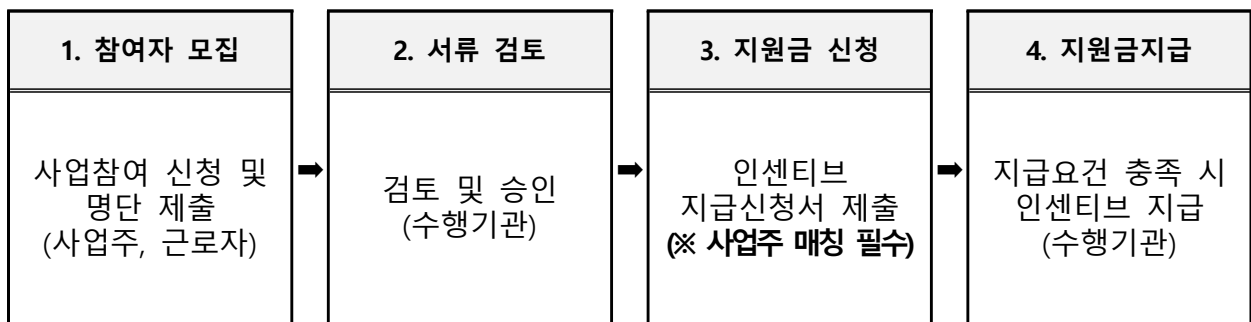 1. 참여자 모집
사업참여 신청 및
명단 제출
(사업주, 근로자)
➡
2. 서류 검토
검토 및 승인
(수행기관)
➡
3. 지원금 신청
인센티브
지급신청서 제출
(※ 사업주 매칭 필수)
➡
4. 지원금지급
지급요건 충족 시
인센티브 지급
(수행기관)